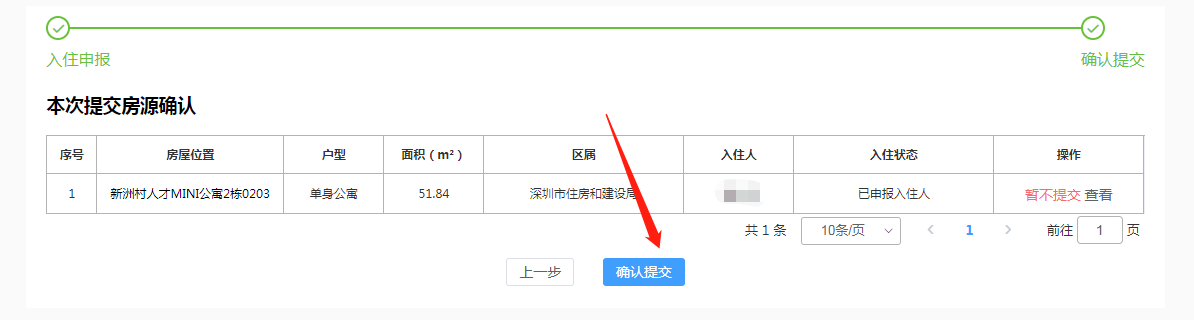 入住申报 确认提交
本次提交房源确认
序号 房屋位置 户型 面积（m²） 区属 入住人 入住状态 操作
1 新洲村人才MINI公寓2栋0203 单身公寓 51.84 深圳市住房和建设局 已申报入住人 暂不提交 查看
共 1 条 10条/页 1 前往 1 页
上一步 确认提交